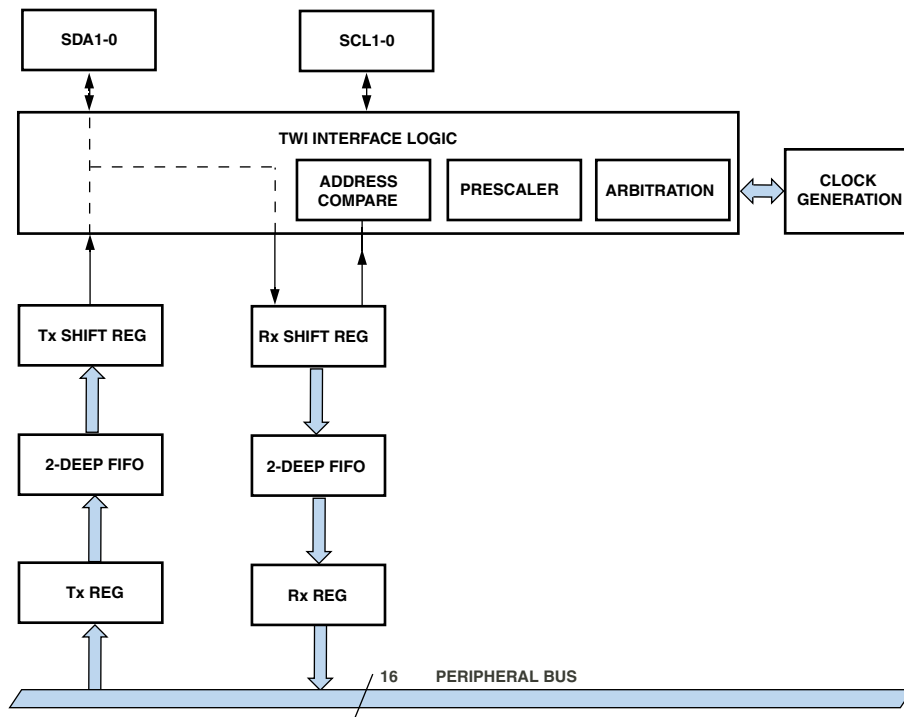 SDA1-0
SCL1-0
TWI INTERFACE LOGIC
ADDRESS
COMPARE
PRESCALER
ARBITRATION
CLOCK
GENERATION
Tx SHIFT REG
Rx SHIFT REG
2-DEEP FIFO
2-DEEP FIFO
Tx REG
Rx REG
16 PERIPHERAL BUS